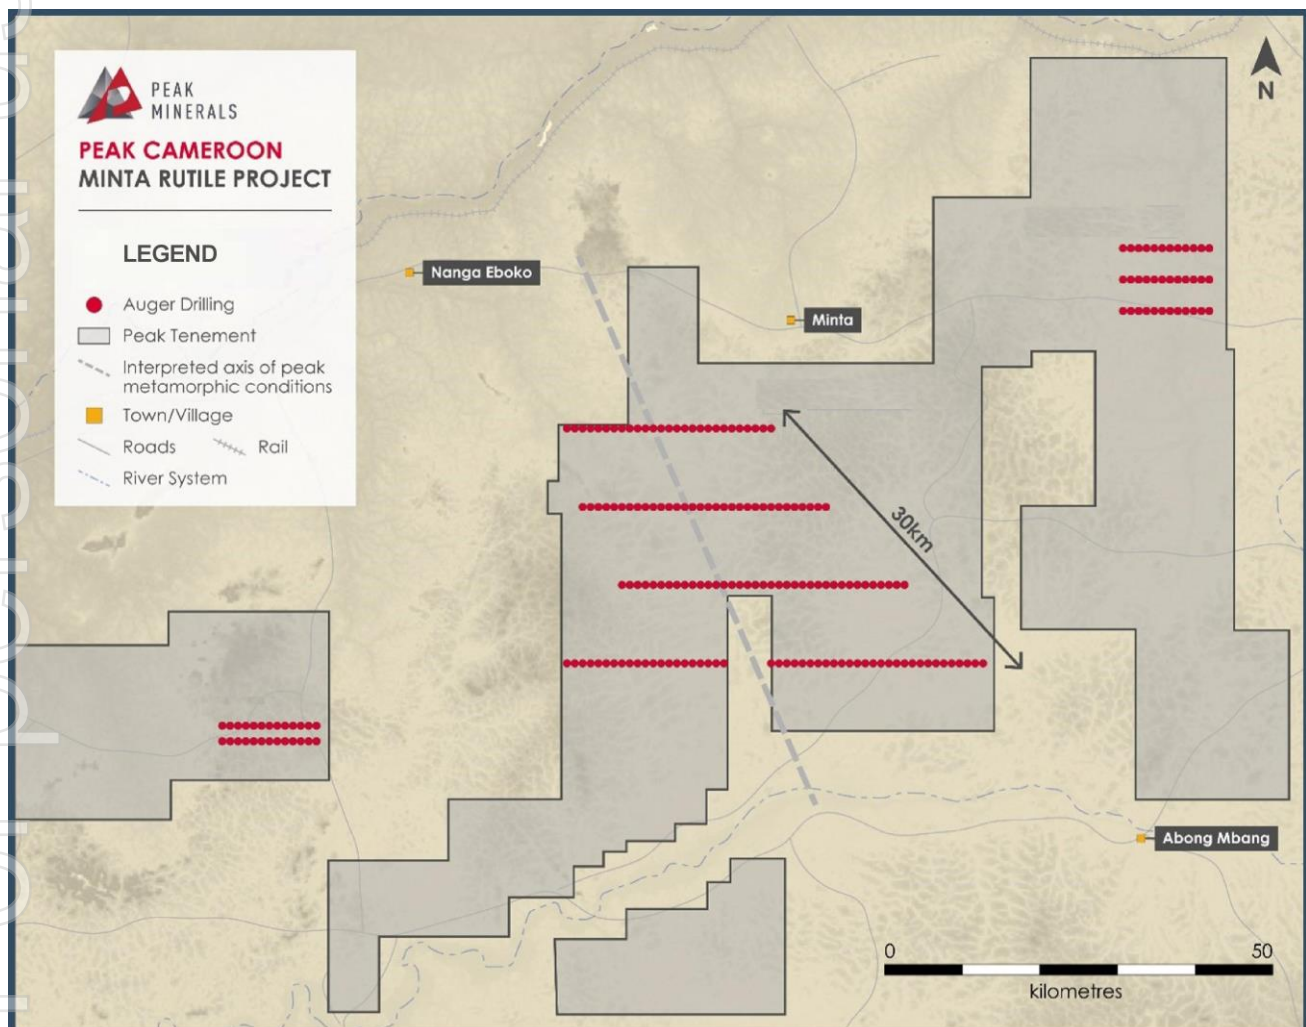 PEAK
MINERALS
PEAK CAMEROON
MINTA RUTILE PROJECT
LEGEND
Auger Drilling
Peak Tenement
Interpreted axis of peak
metamorphic conditions
Town/Village
Roads
Rail
River System
N
Nanga Eboko
Minta
30km
Abong Mbang
0
50
kilometres